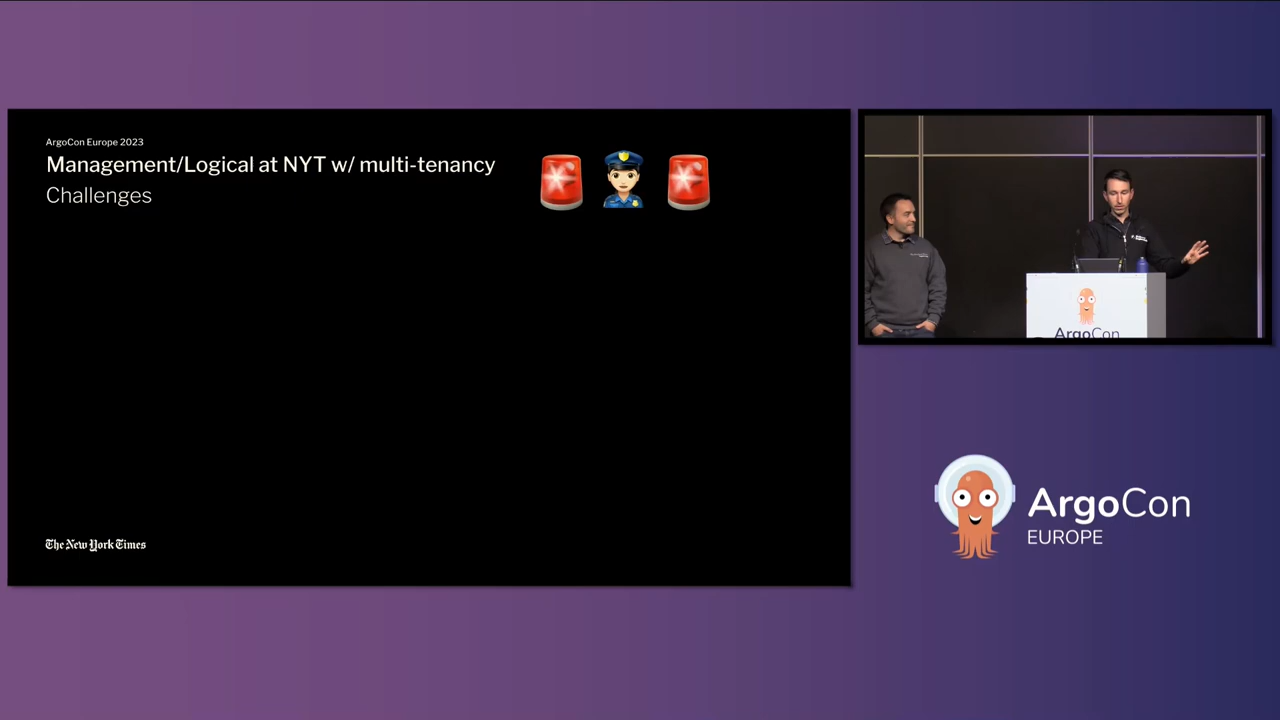 ArgoCon Europe 2023
Management/Logical at NYT w/ multi-tenancy
Challenges
The New York Times
ArgoCon
ArgoCon
EUROPE